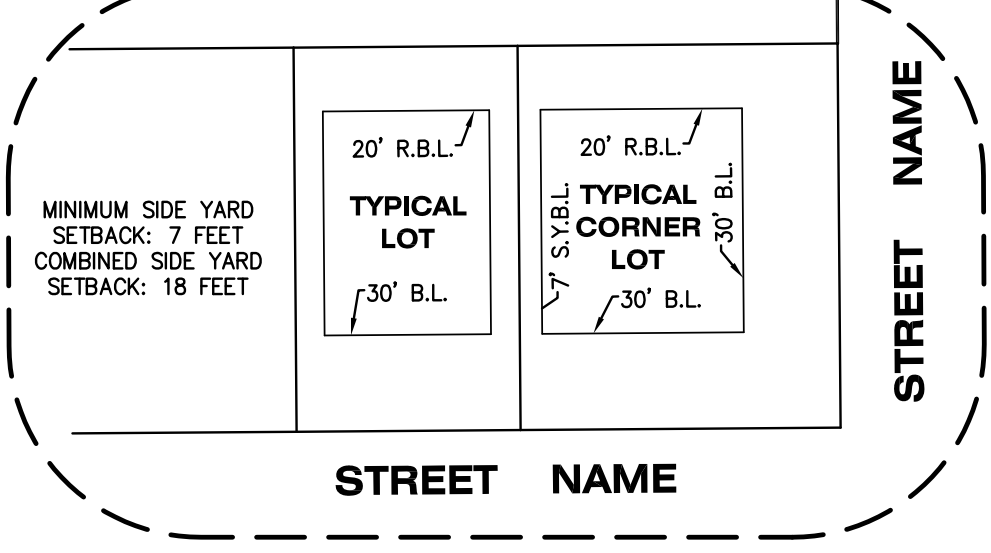 MINIMUM SIDE YARD
SETBACK: 7 FEET
COMBINED SIDE YARD
SETBACK: 18 FEET
20' R.B.L.
TYPICAL
LOT
30' B.L.
20' R.B.L.
7' S.Y.B.L.
TYPICAL
CORNER
LOT
30' B.L.
30' B.L.
STREET NAME
STREET NAME